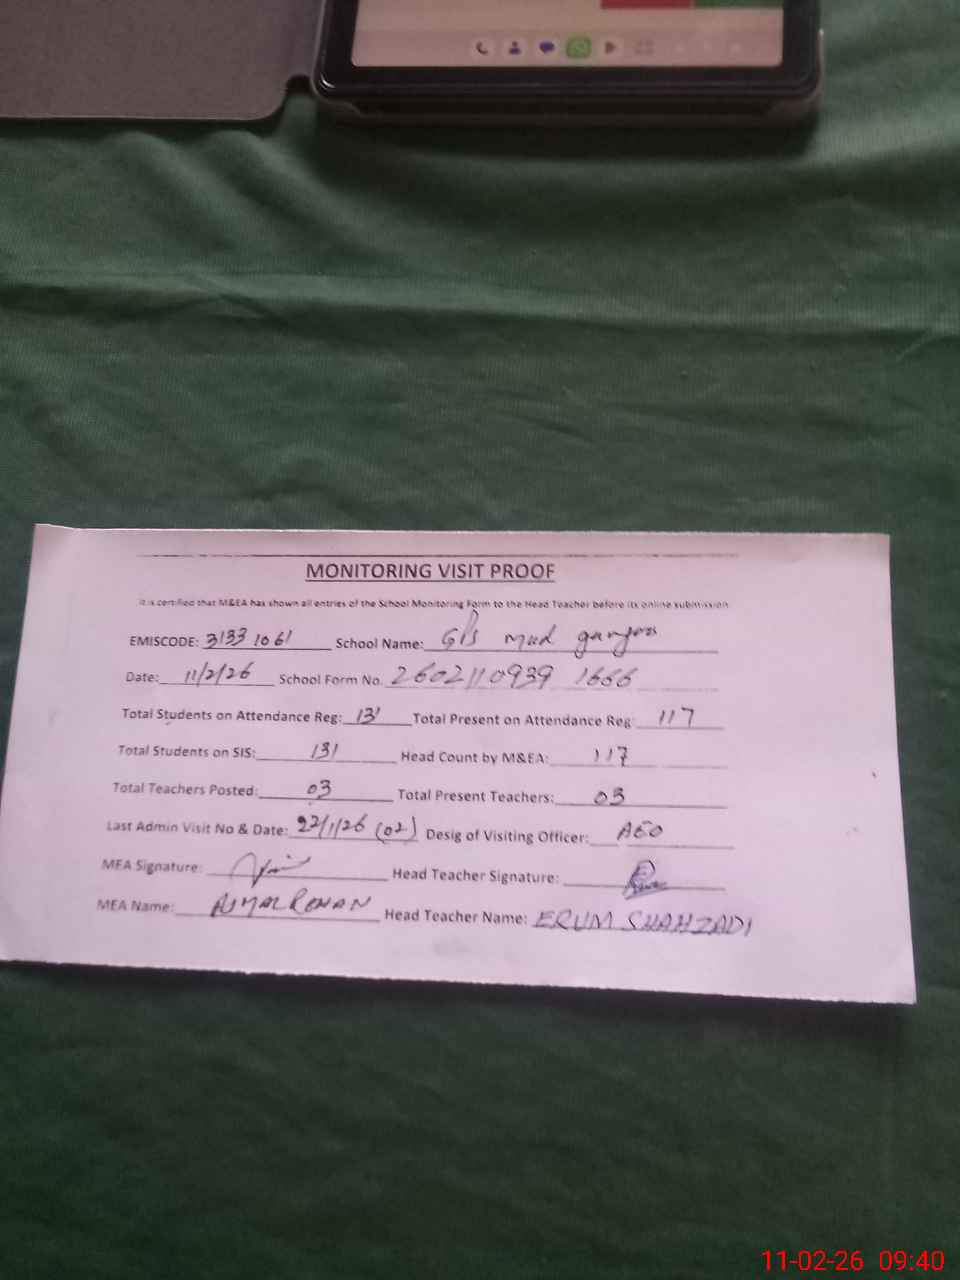 MONITORING VISIT PROOF
It is certified that M&EA has shown all entries of the School Monitoring Form to the Head Teacher before its online submission
EMISCODE: 31331061 School Name: GPS
Date: 11/2/26 School Form No. 2602110939 1666
Total Students on Attendance Reg: 131 Total Present on Attendance Reg: 117
Total Students on SIS: 131 Head Count by M&EA: 117
Total Teachers Posted: 03 Total Present Teachers: 03
Last Admin Visit No & Date: 22/1/26 (02) Desig of Visiting Officer: AEO
MEA Signature: Head Teacher Signature:
MEA Name: Head Teacher Name: ERUM SHAHZADI
11-02-26 09:40